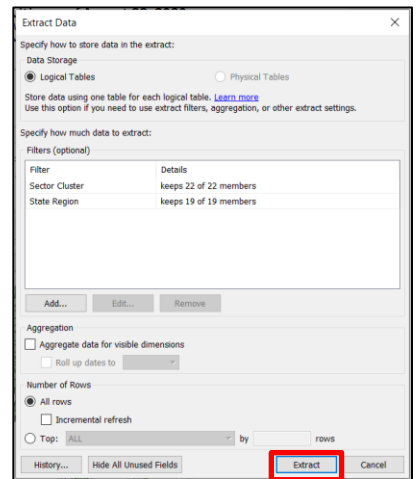 Extract Data
Specify how to store data in the extract:
Data Storage
Logical Tables Physical Tables
Store data using one table for each logical table. Learn more
Use this option if you need to use extract filters, aggregation, or other extract settings.
Specify how much data to extract:
Filters (optional)
Filter Details
Sector Cluster keeps 22 of 22 members
State Region keeps 19 of 19 members
Add... Edit... Remove
Aggregation
Aggregate data for visible dimensions
Roll up dates to
Number of Rows
All rows
Incremental refresh
Top: ALL by rows
History... Hide All Unused Fields Extract Cancel